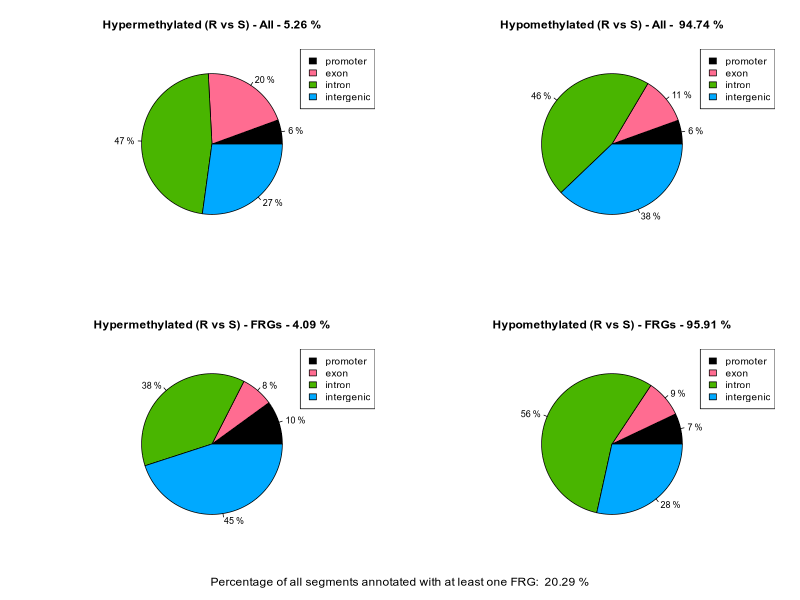 Hypermethylated (R vs S) - All - 5.26 %
promoter
exon
intron
intergenic
20 %
6 %
47 %
27 %
Hypomethylated (R vs S) - All - 94.74 %
promoter
exon
intron
intergenic
46 %
11 %
6 %
38 %
Hypermethylated (R vs S) - FRGs - 4.09 %
promoter
exon
intron
intergenic
38 %
8 %
10 %
45 %
Hypomethylated (R vs S) - FRGs - 95.91 %
promoter
exon
intron
intergenic
9 %
56 %
7 %
28 %
Percentage of all segments annotated with at least one FRG: 20.29 %